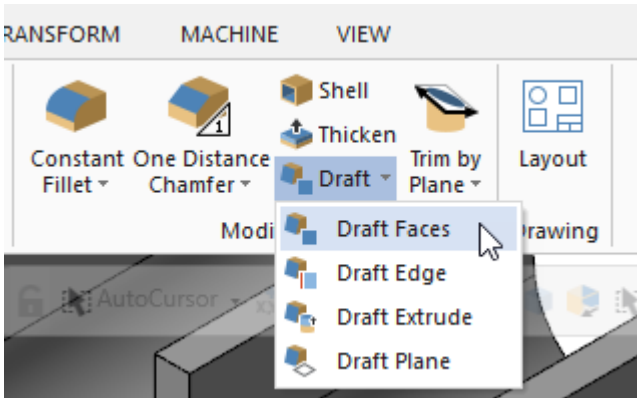 RANSFORM MACHINE VIEW
Shell
Thicken
Constant Fillet
One Distance Chamfer
1
Draft
Trim by Plane
Layout
Modi
rawing
Draft Faces
Draft Edge
Draft Extrude
Draft Plane
AutoCursor